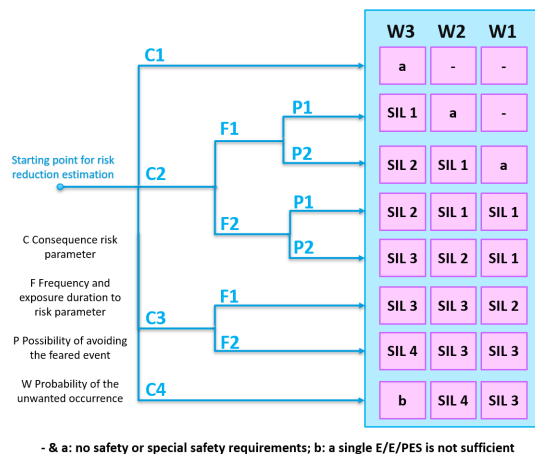 W3 W2 W1
C1
a - -
P1
SIL 1 a -
F1
P2
SIL 2 SIL 1 a
Starting point for risk
reduction estimation
C2
P1
SIL 2 SIL 1 SIL 1
F2
P2
SIL 3 SIL 2 SIL 1
C Consequence risk
parameter
F Frequency and
exposure duration to
risk parameter
P Possibility of avoiding
the feared event
W Probability of the
unwanted occurrence
C3
F1
SIL 3 SIL 3 SIL 2
F2
SIL 4 SIL 3 SIL 3
C4
b SIL 4 SIL 3
- & a: no safety or special safety requirements; b: a single E/E/PES is not sufficient